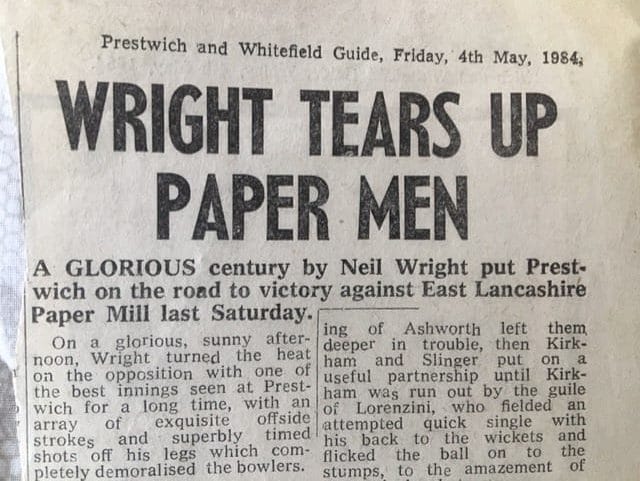 Prestwich and Whitefield Guide, Friday, 4th May, 1984;
WRIGHT TEARS UP
PAPER MEN
A GLORIOUS century by Neil Wright put Prest-
wich on the road to victory against East Lancashire
Paper Mill last Saturday.
On a glorious, sunny after-
noon, Wright turned the heat
on the opposition with one of
the best innings seen at Prest-
wich for a long time, with an
array of exquisite offside
strokes and superbly timed
shots off his legs which com-
pletely demoralised the bowlers.
ing of Ashworth left them
deeper in trouble, then Kirk-
ham and Slinger put on a
useful partnership until Kirk-
ham was run out by the guile
of Lorenzini, who fielded an
attempted quick single with
his back to the wickets and
flicked the ball on to the
stumps, to the amazement of